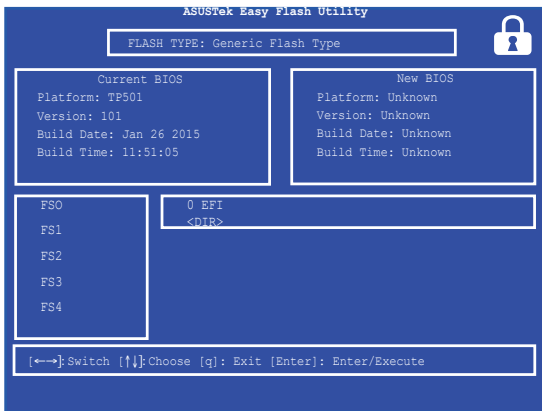 ASUSTek Easy Flash Utility
FLASH TYPE: Generic Flash Type
Current BIOS
Platform: TP501
Version: 101
Build Date: Jan 26 2015
Build Time: 11:51:05
New BIOS
Platform: Unknown
Version: Unknown
Build Date: Unknown
Build Time: Unknown
FSO
FS1
FS2
FS3
FS4
0 EFI
<DIR>
[←→]:Switch [↑↓]:Choose [q]: Exit [Enter]: Enter/Execute